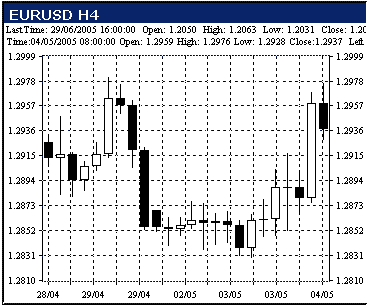 EURUSD H4
LastTime: 29/06/2005 16:00:00 Open: 1.2050 High: 1.2063 Low: 1.2031 Close: 1.20
Time:04/05/2005 08:00:00 Open: 1.2959 High: 1.2976 Low: 1.2928 Close:1.2937 Left
1.2999 1.2999
1.2978 1.2978
1.2957 1.2957
1.2936 1.2936
1.2915 1.2915
1.2894 1.2894
1.2873 1.2873
1.2852 1.2852
1.2831 1.2831
1.2810 1.2810
28/04 29/04 29/04 02/05 03/05 03/05 04/05